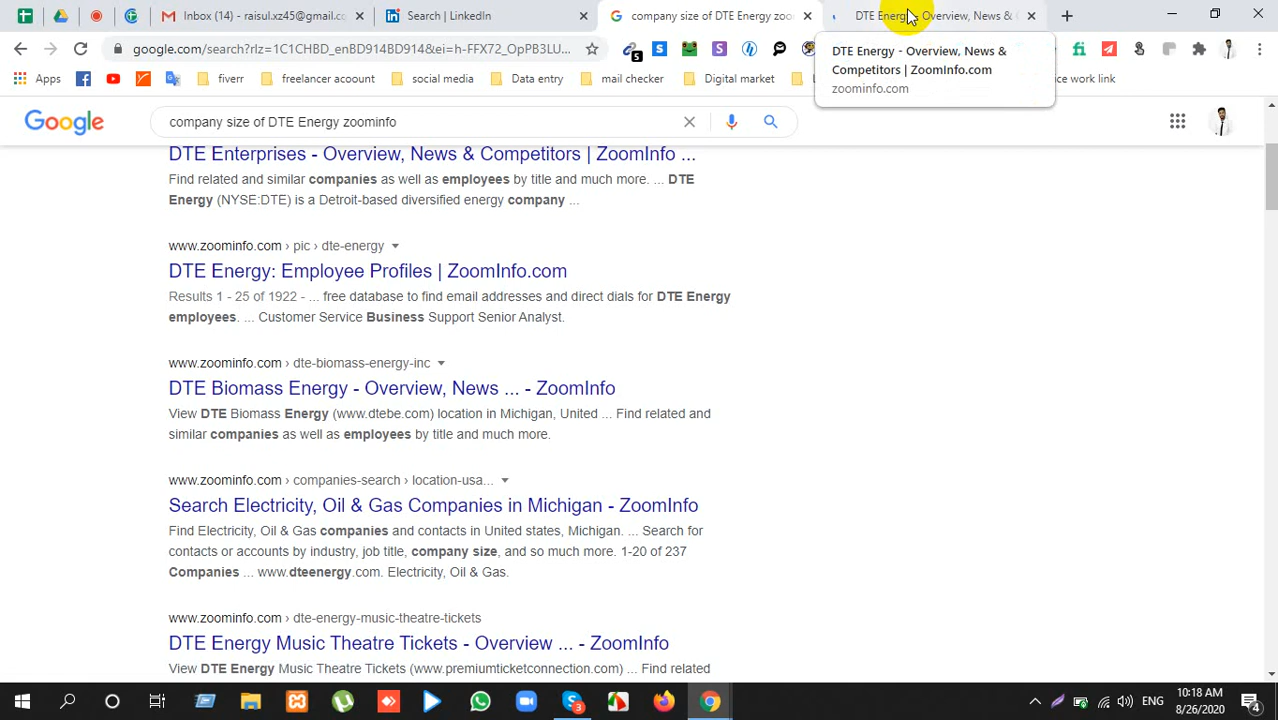 Inbox (14) - raisul.xz45@gmail.co
Search | LinkedIn
company size of DTE Energy zoo
DTE Energy - Overview, News & C
google.com/search?rlz=1C1CHBD_enBD914BD914&ei=h-FFX72_OpPB3LU...
DTE Energy - Overview, News &
Competitors | ZoomInfo.com
zoominfo.com
Apps
fiverr
freelancer account
social media
Data entry
mail checker
Digital market
ice work link
Google
company size of DTE Energy zoominfo
DTE Enterprises - Overview, News & Competitors | ZoomInfo ...
Find related and similar companies as well as employees by title and much more. ... DTE
Energy (NYSE:DTE) is a Detroit-based diversified energy company ...
www.zoominfo.com › pic › dte-energy
DTE Energy: Employee Profiles | ZoomInfo.com
Results 1 - 25 of 1922 - ... free database to find email addresses and direct dials for DTE Energy
employees. ... Customer Service Business Support Senior Analyst.
www.zoominfo.com › dte-biomass-energy-inc
DTE Biomass Energy - Overview, News ... - ZoomInfo
View DTE Biomass Energy (www.dtebe.com) location in Michigan, United ... Find related and
similar companies as well as employees by title and much more.
www.zoominfo.com › companies-search › location-usa...
Search Electricity, Oil & Gas Companies in Michigan - ZoomInfo
Find Electricity, Oil & Gas companies and contacts in United states, Michigan. ... Search for
contacts or accounts by industry, job title, company size, and so much more. 1-20 of 237
Companies ... www.dteenergy.com. Electricity, Oil & Gas.
www.zoominfo.com › dte-energy-music-theatre-tickets
DTE Energy Music Theatre Tickets - Overview ... - ZoomInfo
View DTE Energy Music Theatre Tickets (www.premiumticketconnection.com) ... Find related
ENG
10:18 AM
8/26/2020